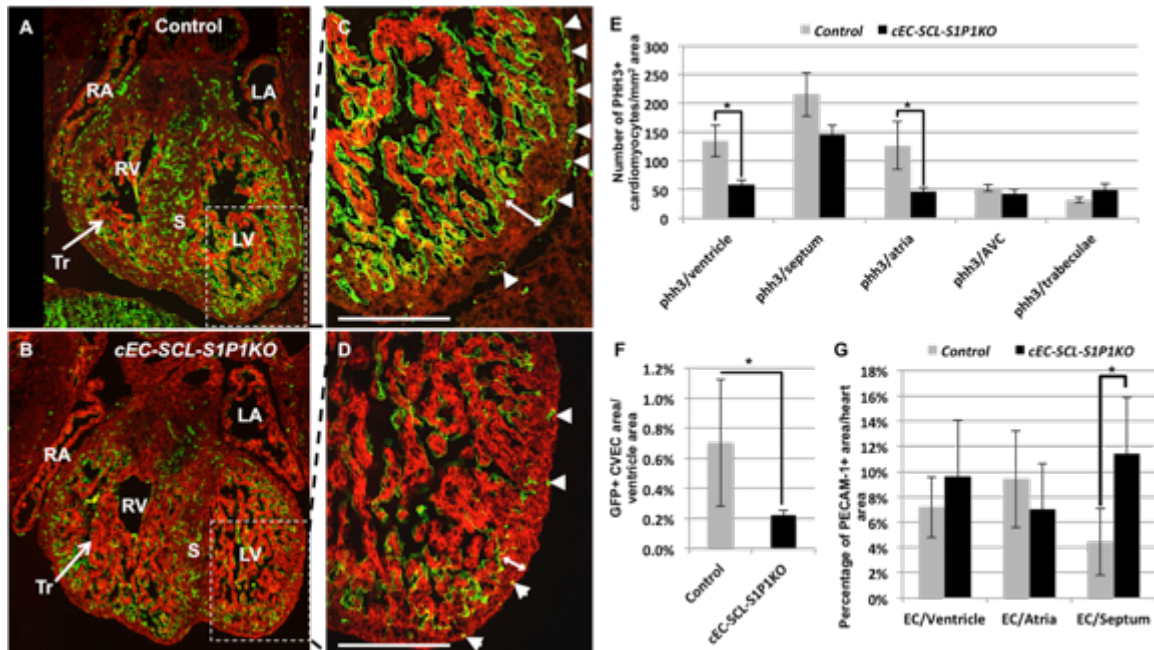 A
Control
RA
LA
RV
S
LV
Tr
B
cEC-SCL-S1P1KO
RA
LA
RV
S
LV
Tr
C
D
E
Control
cEC-SCL-S1P1KO
Number of PHH3+
cardiomyocytes/mm² area
300
250
200
150
100
50
0
*
*
phh3/ventricle
phh3/septum
phh3/atria
phh3/AVC
phh3/trabeculae
F
GFP+ CVEC area/
ventricle area
1.2%
1.0%
0.8%
0.6%
0.4%
0.2%
0.0%
*
Control
cEC-SCL-S1P1KO
G
Control
cEC-SCL-S1P1KO
Percentage of PECAM-1+ area/heart
area
18%
16%
14%
12%
10%
8%
6%
4%
2%
0%
*
EC/Ventricle
EC/Atria
EC/Septum